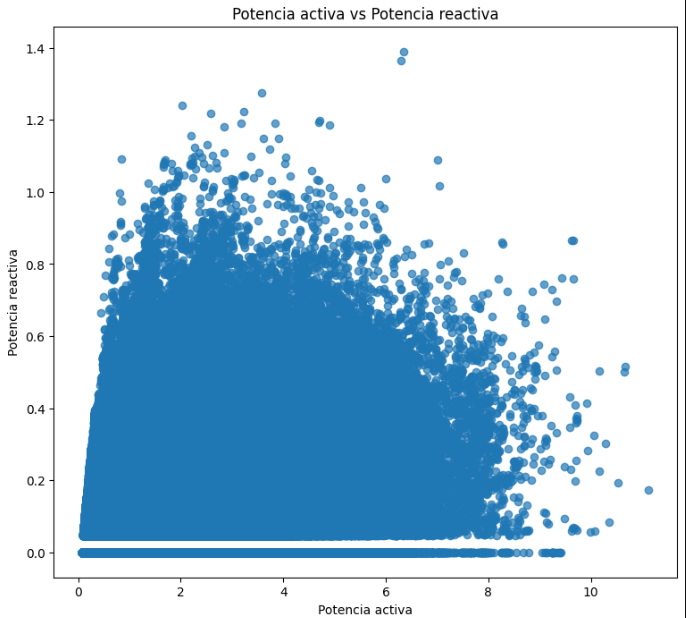 Potencia activa vs Potencia reactiva
1.4
1.2
1.0
0.8
0.6
0.4
0.2
0.0
Potencia reactiva
0 2 4 6 8 10
Potencia activa